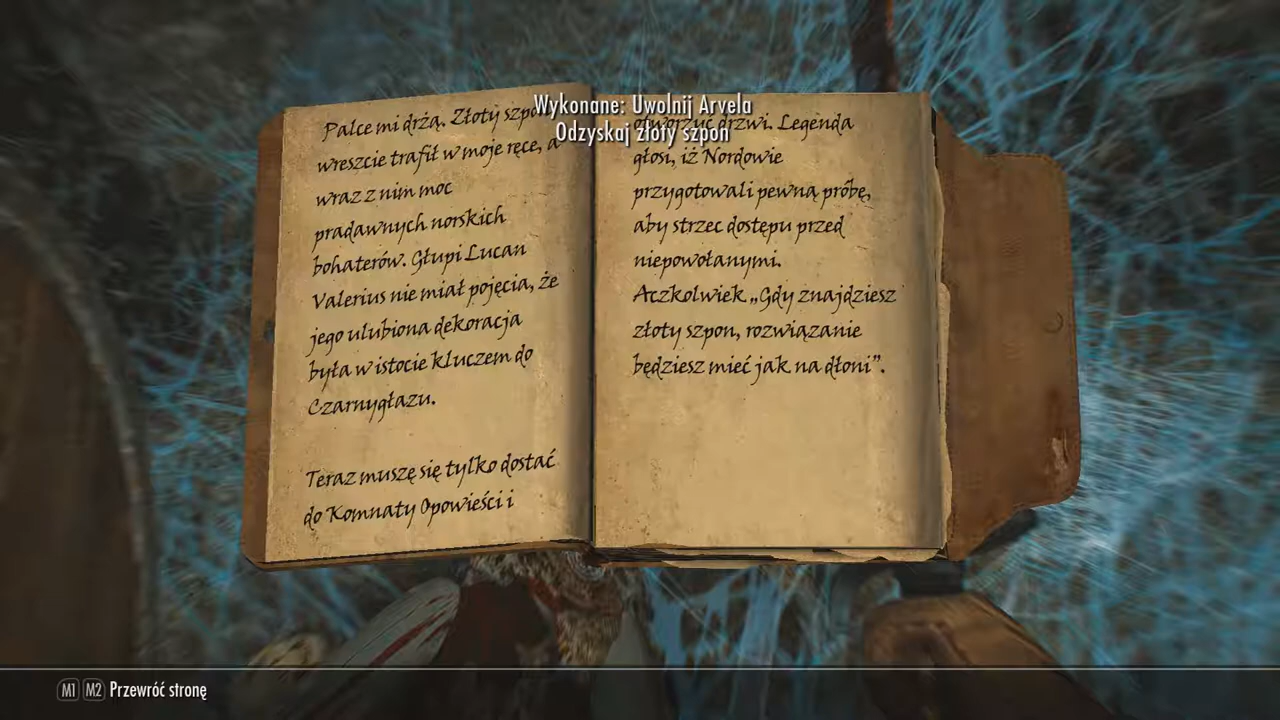 Wykonane: Uwolnij Arvela
Odzyskaj złoty szpon
Palce mi drżą. Złoty szpon
wreszcie trafił w moje ręce, a
wraz z nim moc
pradawnych norskich
bohaterów. Głupi Lucan
Valerius nie miał pojęcia, że
jego ulubiona dekoracja
była w istocie kluczem do
Czarnygłazu.
Teraz muszę się tylko dostać
do Komnaty Opowieści i
otworzyć drzwi. Legenda
głosi, iż Nordowie
przygotowali pewną próbę,
aby strzec dostępu przed
niepowołanymi.
Aczkolwiek „Gdy znajdziesz
złoty szpon, rozwiązanie
będziesz mieć jak na dłoni”.
M1 M2 Przewróć stronę